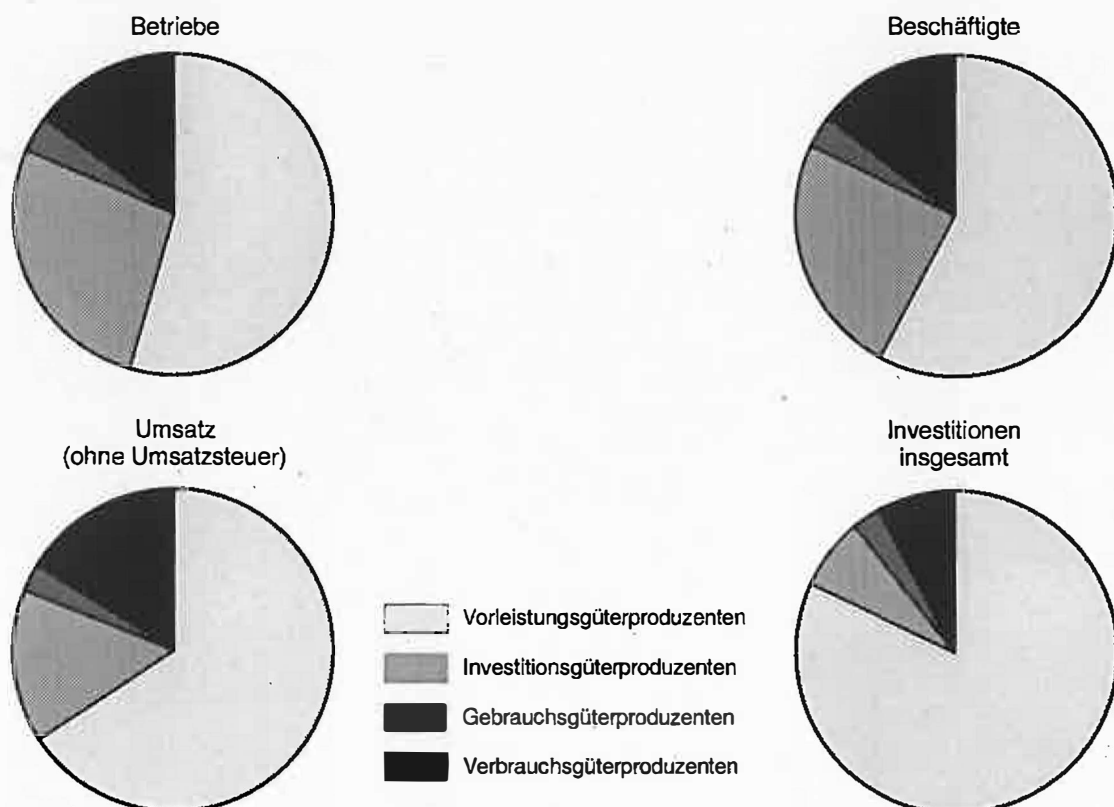 Betriebe
Beschäftigte
Umsatz
(ohne Umsatzsteuer)
Investitionen
insgesamt
Vorleistungsgüterproduzenten
Investitionsgüterproduzenten
Gebrauchsgüterproduzenten
Verbrauchsgüterproduzenten